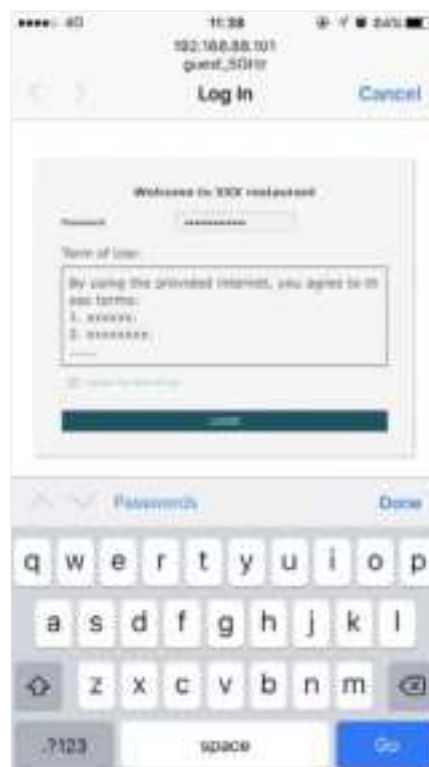 4G 11:38 84%
192.168.88.101
guest_5GHz
Log In Cancel
Welcome to XXX restaurant
Password ••••••••••••
Term of Use:
By using the provided internet, you agree to th
ese terms:
1. xxxxxx.
2. xxxxxxxx.
......
LOGIN
Passwords Done
q w e r t y u i o p
a s d f g h j k l
z x c v b n m
.?123 space Go